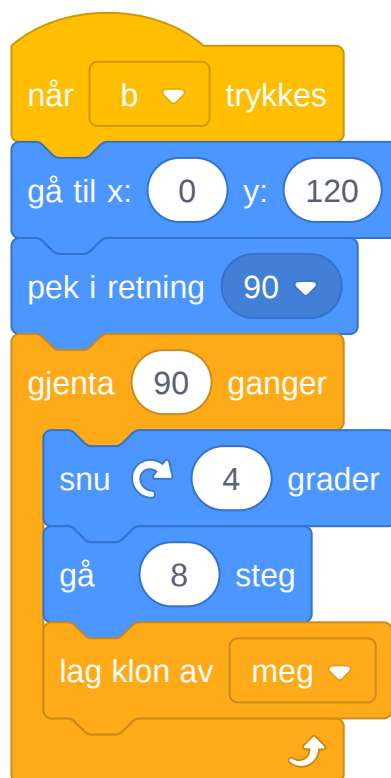 når b trykkes
gå til x: 0 y: 120
pek i retning 90
gjenta 90 ganger
snu 4 grader
gå 8 steg
lag klon av meg